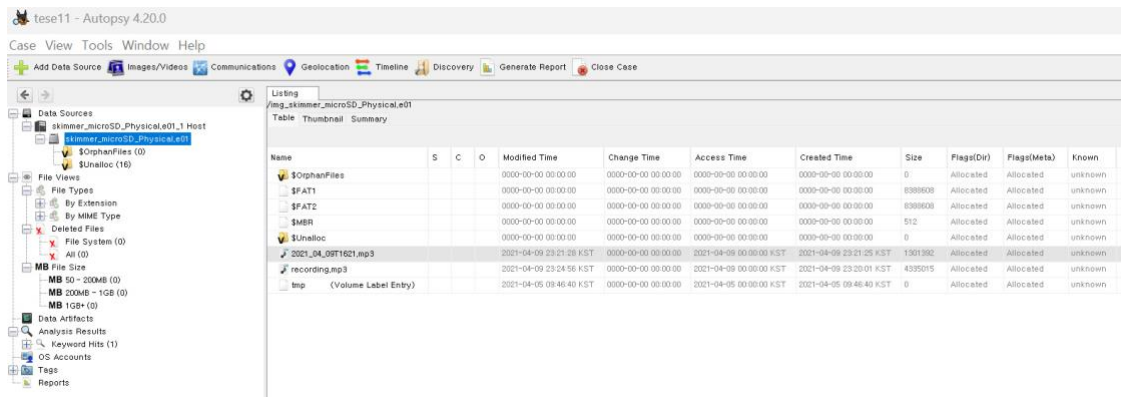 tese11 - Autopsy 4.20.0
Case View Tools Window Help
Add Data Source Images/Videos Communications Geolocation Timeline Discovery Generate Report Close Case
Listing
/img_skimmer_microSD_Physical.e01
Table Thumbnail Summary
Data Sources
skimmer_microSD_Physical.e01_1 Host
skimmer_microSD_Physical.e01
$OrphanFiles (0)
$Unalloc (16)
File Views
File Types
By Extension
By MIME Type
Deleted Files
File System (0)
All (0)
MB File Size
MB 50 - 200MB (0)
MB 200MB - 1GB (0)
MB 1GB+ (0)
Data Artifacts
Analysis Results
Keyword Hits (1)
OS Accounts
Tags
Reports
Name S C O Modified Time Change Time Access Time Created Time Size Flags(Dir) Flags(Meta) Known
$OrphanFiles 0000-00-00 00:00:00 0000-00-00 00:00:00 0000-00-00 00:00:00 0000-00-00 00:00:00 0 Allocated Allocated unknown
$FAT1 0000-00-00 00:00:00 0000-00-00 00:00:00 0000-00-00 00:00:00 0000-00-00 00:00:00 8388608 Allocated Allocated unknown
$FAT2 0000-00-00 00:00:00 0000-00-00 00:00:00 0000-00-00 00:00:00 0000-00-00 00:00:00 8388608 Allocated Allocated unknown
$MBR 0000-00-00 00:00:00 0000-00-00 00:00:00 0000-00-00 00:00:00 0000-00-00 00:00:00 512 Allocated Allocated unknown
$Unalloc 0000-00-00 00:00:00 0000-00-00 00:00:00 0000-00-00 00:00:00 0000-00-00 00:00:00 0 Allocated Allocated unknown
2021_04_09T1621.mp3 2021-04-09 23:21:28 KST 0000-00-00 00:00:00 2021-04-09 00:00:00 KST 2021-04-09 23:21:25 KST 1301392 Allocated Allocated unknown
recording.mp3 2021-04-09 23:24:56 KST 0000-00-00 00:00:00 2021-04-09 00:00:00 KST 2021-04-09 23:20:01 KST 4395015 Allocated Allocated unknown
tmp (Volume Label Entry) 2021-04-05 09:46:40 KST 0000-00-00 00:00:00 2021-04-05 00:00:00 KST 2021-04-05 09:46:40 KST 0 Allocated Allocated unknown